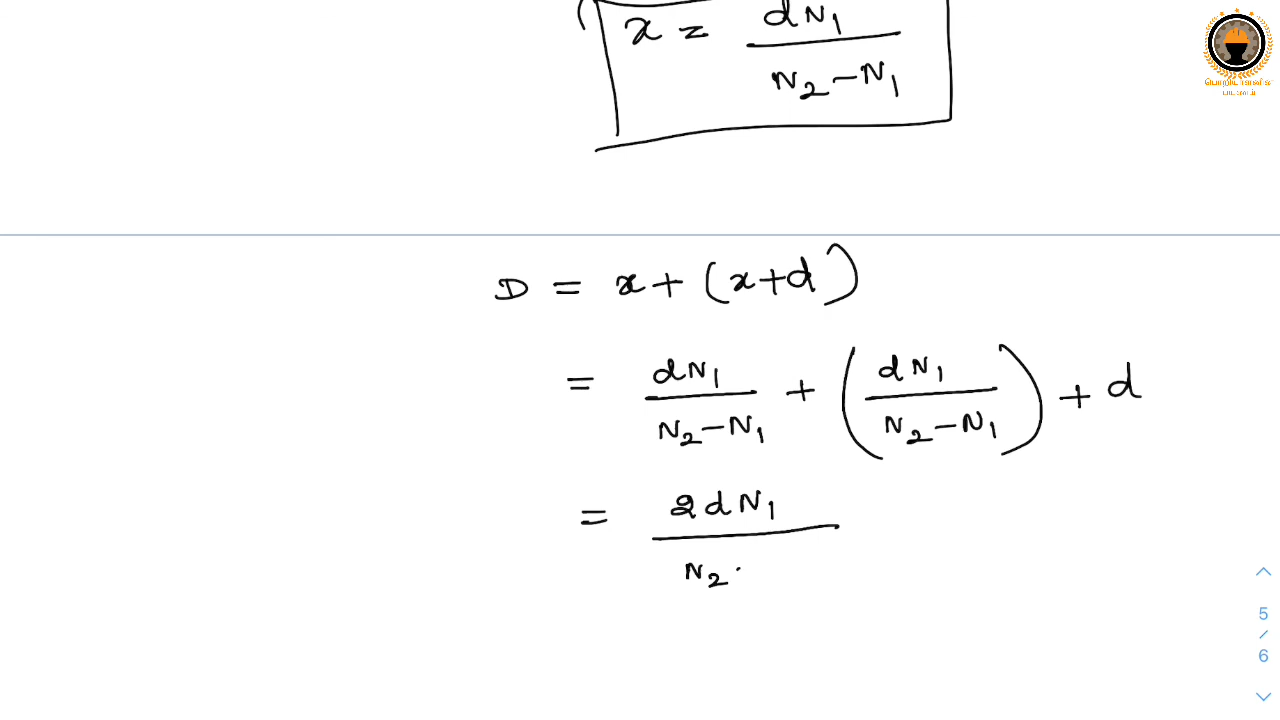 x = dN₁ / N₂ – N₁
D = x + (x + d)
= dN₁ / N₂ – N₁ + (dN₁ / N₂ – N₁) + d
= 2dN₁ / N₂
5
/
6